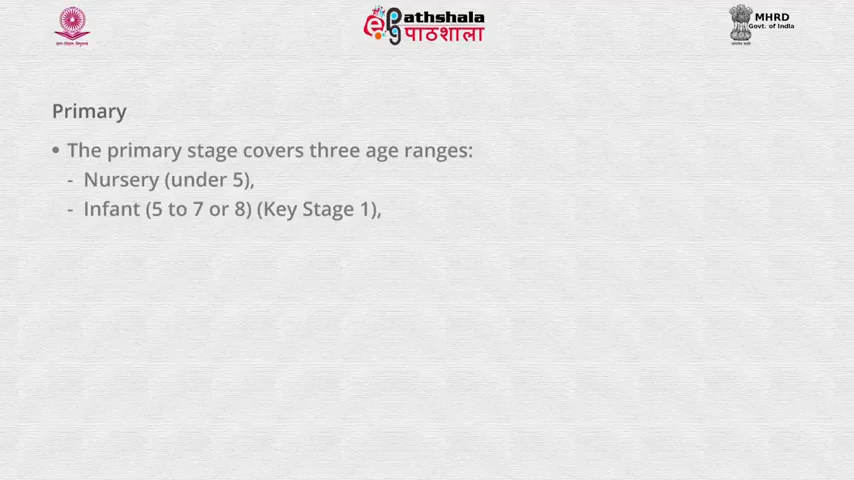 ePathshala
पाठशाला
MHRD
Govt. of India
Primary
• The primary stage covers three age ranges:
- Nursery (under 5),
- Infant (5 to 7 or 8) (Key Stage 1),